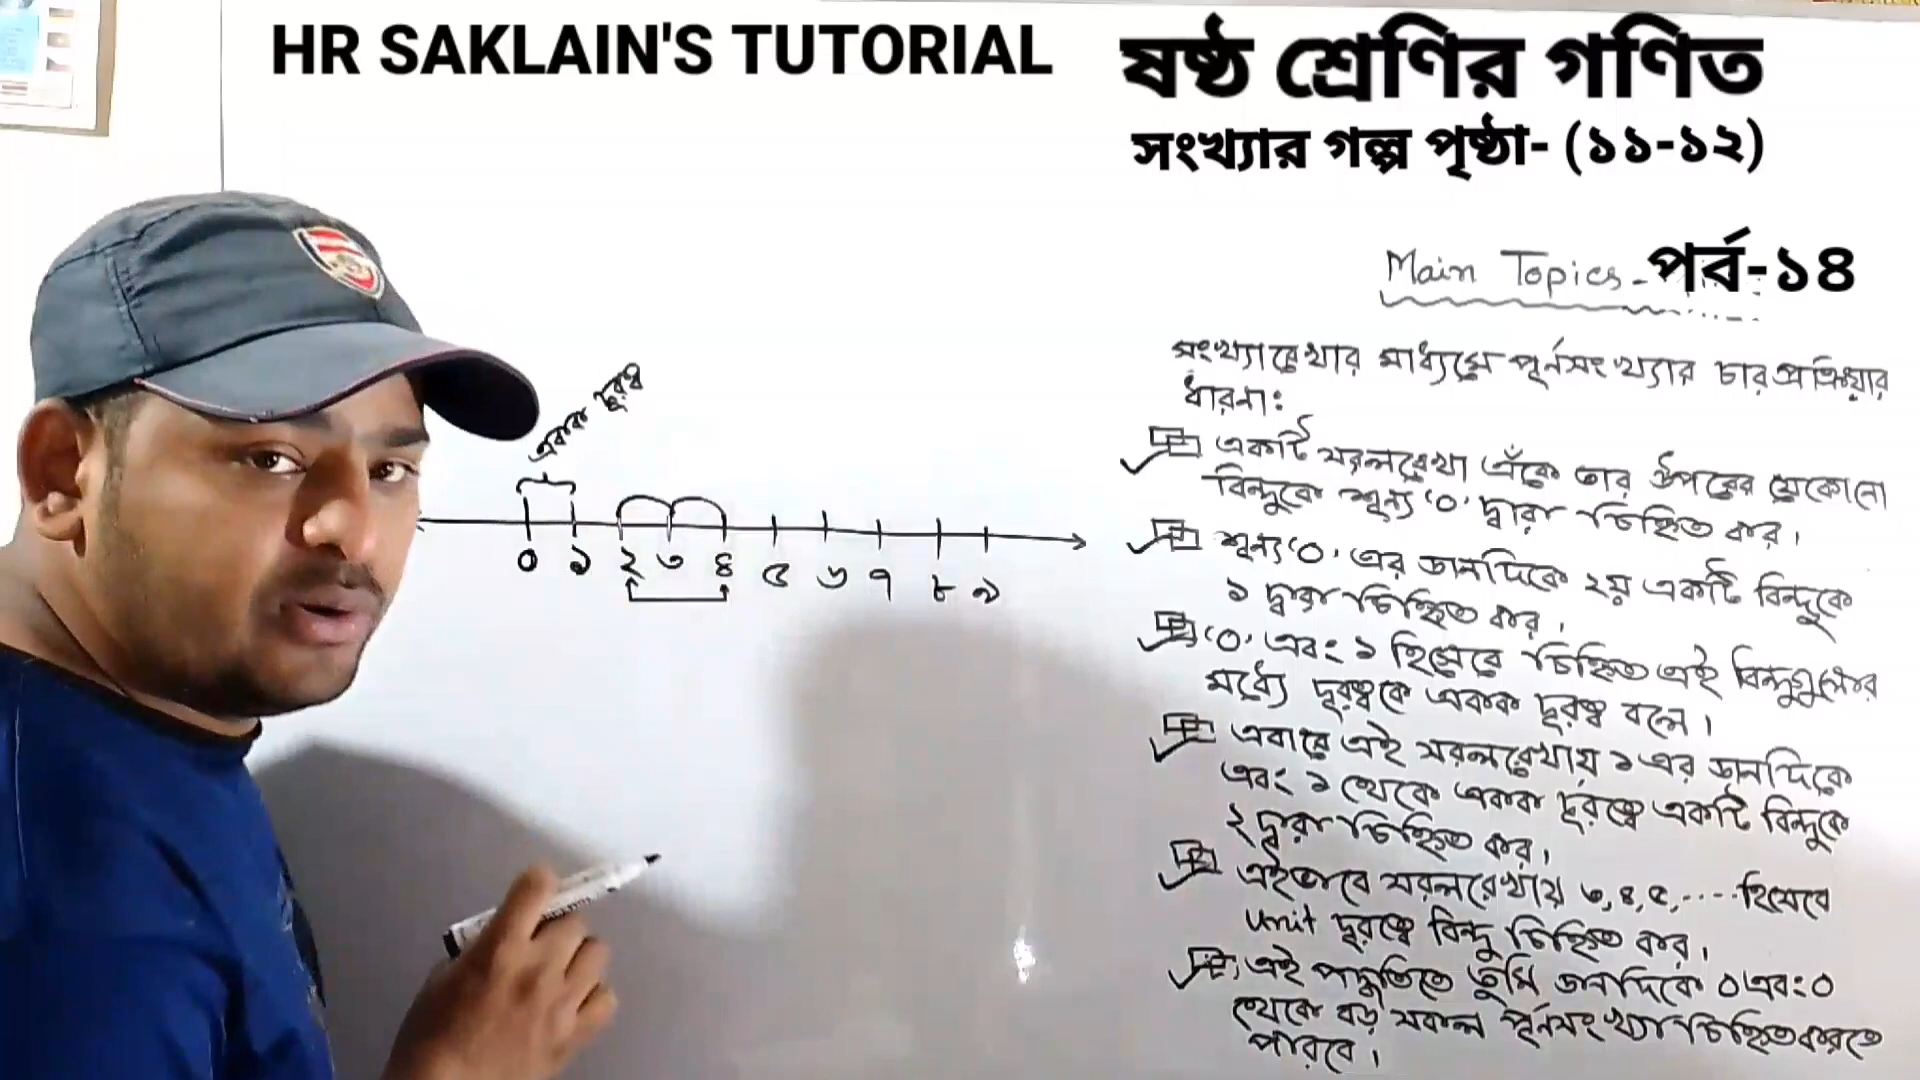 HR SAKLAIN'S TUTORIAL
ষষ্ঠ শ্রেণির গণিত
সংখ্যার গল্প পৃষ্ঠা- (১১-১২)
Main Topics - পর্ব-১৪
সংখ্যারেখার মাধ্যমে পূর্নসংখ্যার চার প্রক্রিয়ার
ধারনা:
একটি সরলরেখা এঁকে তার উপরের যেকোনো
বিন্দুকে শূন্য '০' দ্বারা চিহ্নিত কর।
শূন্য '০' এর ডানদিকে ২য় একটি বিন্দুকে
১ দ্বারা চিহ্নিত কর।
'০' এবং ১ হিসেবে চিহ্নিত এই বিন্দুগুলোর
মধ্যে দূরত্বকে একক দূরত্ব বলে।
এবারে এই সরলরেখায় ১ এর ডানদিকে
এবং ১ থেকে একক দূরত্বে একটি বিন্দুকে
২ দ্বারা চিহ্নিত কর।
এইভাবে সরলরেখায় ৩,৪,৫,.... হিসেবে
unit দূরত্বে বিন্দু চিহ্নিত কর।
এই পদ্ধতিতে তুমি ডানদিকে ০ এবং ০
থেকে বড় সকল পূর্নসংখ্যা চিহ্নিত করতে
পারবে।
একক দূরত্ব
০ ১ ২ ৩ ৪ ৫ ৬ ৭ ৮ ৯